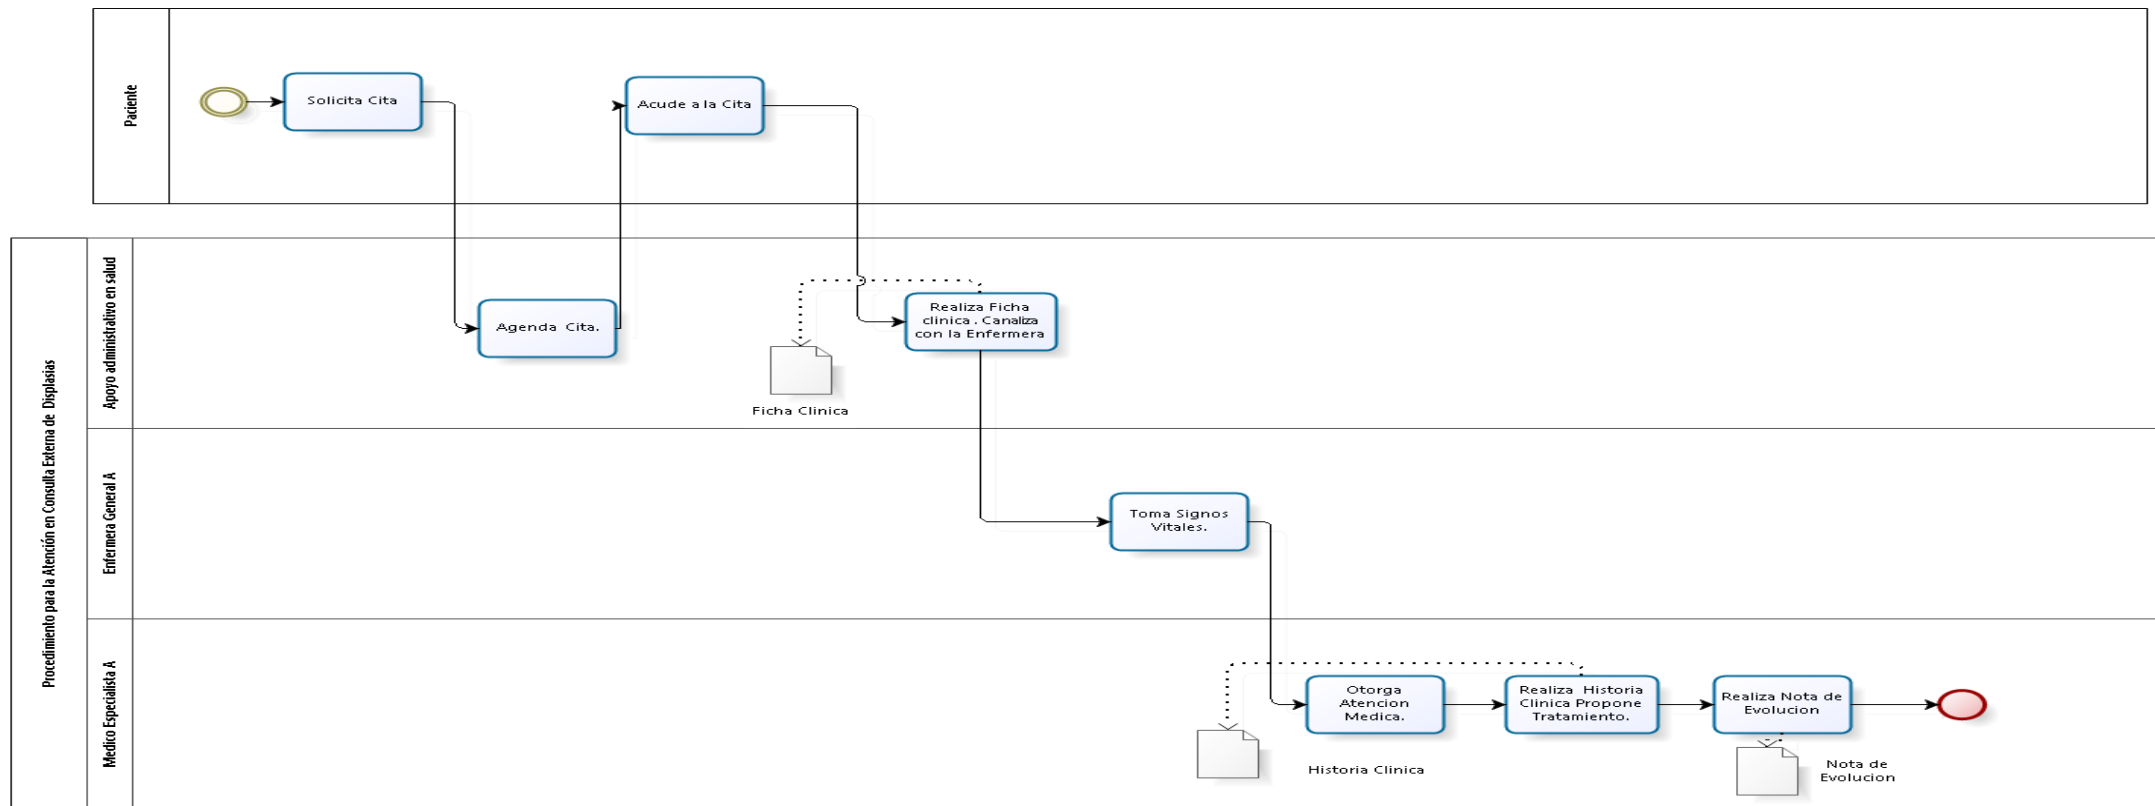 Paciente
Solicita Cita
Acude a la Cita
Procedimiento para la Atención en Consulta Externa de Displasias
Apoyo administrativo en salud
Agenda Cita.
Realiza Ficha
clinica . Canaliza
con la Enfermera
Ficha Clinica
Enfermera General A
Toma Signos
Vitales.
Medico Especialista A
Otorga
Atencion
Medica.
Realiza Historia
Clinica Propone
Tratamiento.
Realiza Nota de
Evolucion
Historia Clinica
Nota de
Evolucion